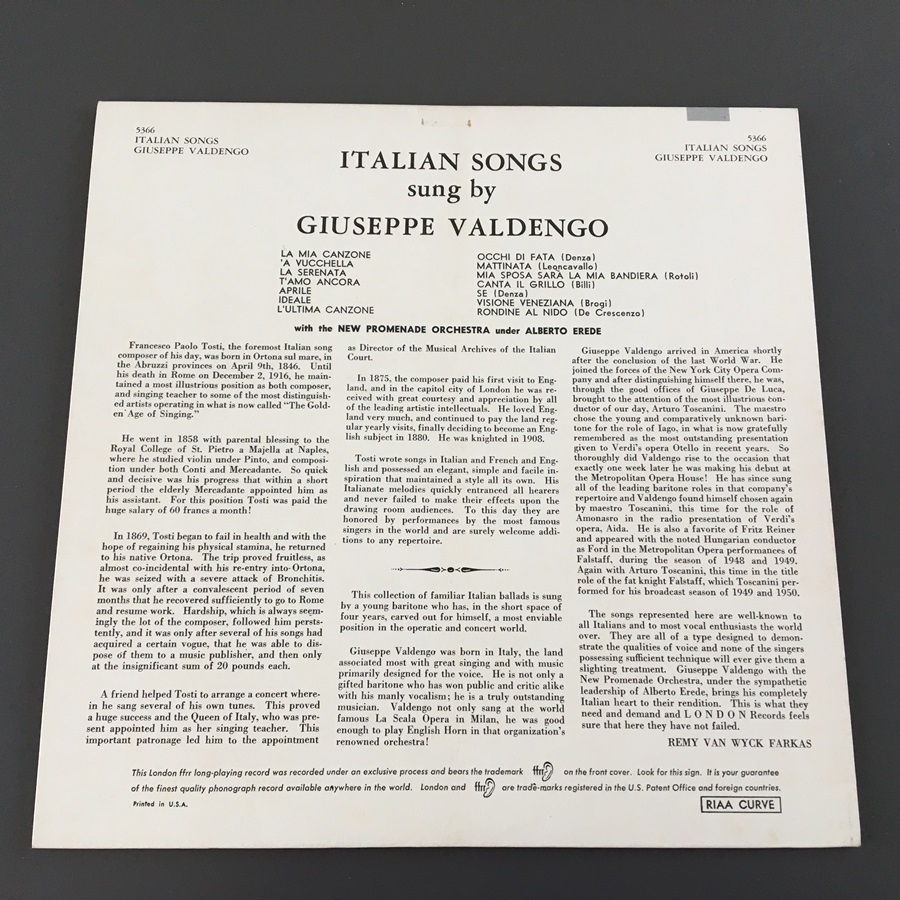 5366
ITALIAN SONGS
GIUSEPPE VALDENGO
5366
ITALIAN SONGS
GIUSEPPE VALDENGO
ITALIAN SONGS
sung by
GIUSEPPE VALDENGO
LA MIA CANZONE
'A VUCCHELLA
LA SERENATA
T'AMO ANCORA
APRILE
IDEALE
L'ULTIMA CANZONE
OCCHI DI FATA (Denza)
MATTINATA (Leoncavallo)
MIA SPOSA SARÀ LA MIA BANDIERA (Rotoli)
CANTA IL GRILLO (Billi)
SE (Denza)
VISIONE VENEZIANA (Brogi)
RONDINE AL NIDO (De Crescenzo)
with the NEW PROMENADE ORCHESTRA under ALBERTO EREDE
Francesco Paolo Tosti, the foremost Italian song
composer of his day, was born in Ortona sul mare, in
the Abruzzi provinces on April 9th, 1846. Until
his death in Rome on December 2, 1916, he main-
tained a most illustrious position as both composer,
and singing teacher to some of the most distinguish-
ed artists operating in what is now called "The Gold-
en Age of Singing."
He went in 1858 with parental blessing to the
Royal College of St. Pietro a Majella at Naples,
where he studied violin under Pinto, and composi-
tion under both Conti and Mercadante. So quick
and decisive was his progress that within a short
period the elderly Mercadante appointed him as
his assistant. For this position Tosti was paid the
huge salary of 60 francs a month!
In 1869, Tosti began to fail in health and with the
hope of regaining his physical stamina, he returned
to his native Ortona. The trip proved fruitless, as
almost co-incidental with his re-entry into Ortona,
he was seized with a severe attack of Bronchitis.
It was only after a convalescent period of seven
months that he recovered sufficiently to go to Rome
and resume work. Hardship, which is always seem-
ingly the lot of the composer, followed him persts-
tently, and it was only after several of his songs had
acquired a certain vogue, that he was able to dis-
pose of them to a music publisher, and then only
at the insignificant sum of 20 pounds each.
A friend helped Tosti to arrange a concert where-
in he sang several of his own tunes. This proved
a huge success and the Queen of Italy, who was pre-
sent appointed him as her singing teacher. This
important patronage led him to the appointment
as Director of the Musical Archives of the Italian
Court.
In 1875, the composer paid his first visit to Eng-
land, and in the capitol city of London he was re-
ceived with great courtesy and appreciation by all
of the leading artistic intellectuals. He loved Eng-
land very much, and continued to pay the land reg-
ular yearly visits, finally deciding to become an Eng-
lish subject in 1880. He was knighted in 1908.
Tosti wrote songs in Italian and French and Eng-
lish and possessed an elegant, simple and facile in-
spiration that maintained a style all its own. His
Italianate melodies quickly entranced all hearers
and never failed to make their effects upon the
drawing room audiences. To this day they are
honored by performances by the most famous
singers in the world and are surely welcome addi-
tions to any repertoire.
This collection of familiar Italian ballads is sung
by a young baritone who has, in the short space of
four years, carved out for himself, a most enviable
position in the operatic and concert world.
Giuseppe Valdengo was born in Italy, the land
associated most with great singing and with music
primarily designed for the voice. He is not only a
gifted baritone who has won public and critic alike
with his manly vocalism; he is a truly outstanding
musician. Valdengo not only sang at the world
famous La Scala Opera in Milan, he was good
enough to play English Horn in that organization's
renowned orchestra!
Giuseppe Valdengo arrived in America shortly
after the conclusion of the last World War. He
joined the forces of the New York City Opera Com-
pany and after distinguishing himself there, he was,
through the good offices of Giuseppe De Luca,
brought to the attention of the most illustrious con-
ductor of our day, Arturo Toscanini. The maestro
chose the young and comparatively unknown bari-
tone for the role of Iago, in what is now gratefully
remembered as the most outstanding presentation
given to Verdi's opera Otello in recent years. So
thoroughly did Valdengo rise to the occasion that
exactly one week later he was making his debut at
the Metropolitan Opera House! He has since sung
all of the leading baritone roles in that company's
repertoire and Valdengo found himself chosen again
by maestro Toscanini, this time for the role of
Amonasro in the radio presentation of Verdi's
opera, Aida. He is also a favorite of Fritz Reiner
and appeared with the noted Hungarian conductor
as Ford in the Metropolitan Opera performances of
Falstaff, during the season of 1948 and 1949.
Again with Arturo Toscanini, this time in the title
role of the fat knight Falstaff, which Toscanini per-
formed for his broadcast season of 1949 and 1950.
The songs represented here are well-known to
all Italians and to most vocal enthusiasts the world
over. They are all of a type designed to demon-
strate the qualities of voice and none of the singers
possessing sufficient technique will ever give them a
slighting treatment. Giuseppe Valdengo with the
New Promenade Orchestra, under the sympathetic
leadership of Alberto Erede, brings his completely
Italian heart to their rendition. This is what they
need and demand and L O N D O N Records feels
sure that here they have not failed.
REMY VAN WYCK FARKAS
This London ffrr long-playing record was recorded under an exclusive process and bears the trademark ffrr on the front cover. Look for this sign. It is your guarantee
of the finest quality phonograph record available anywhere in the world. London and ffrr are trade-marks registered in the U.S. Patent Office and foreign countries.
Printed in U.S.A.
RIAA CURVE